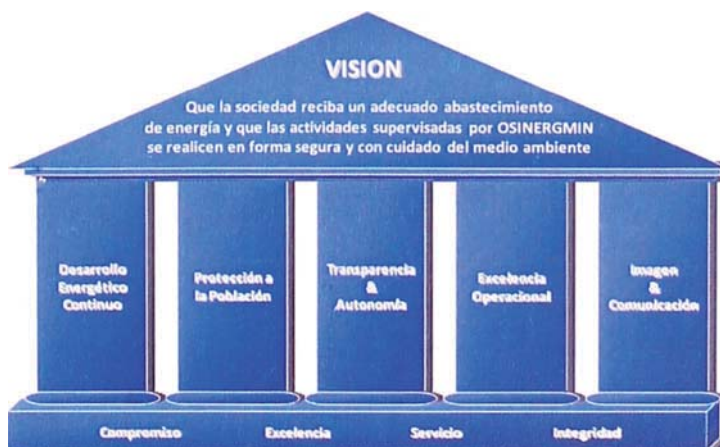 VISION
Que la sociedad reciba un adecuado abastecimiento
de energía y que las actividades supervisadas por OSINERGMIN
se realicen en forma segura y con cuidado del medio ambiente
Desarrollo
Energético
Continuo
Protección a
la Población
Transparencia
&
Autonomía
Excelencia
Operacional
Imagen
&
Comunicación
Compromiso Excelencia Servicio Integridad